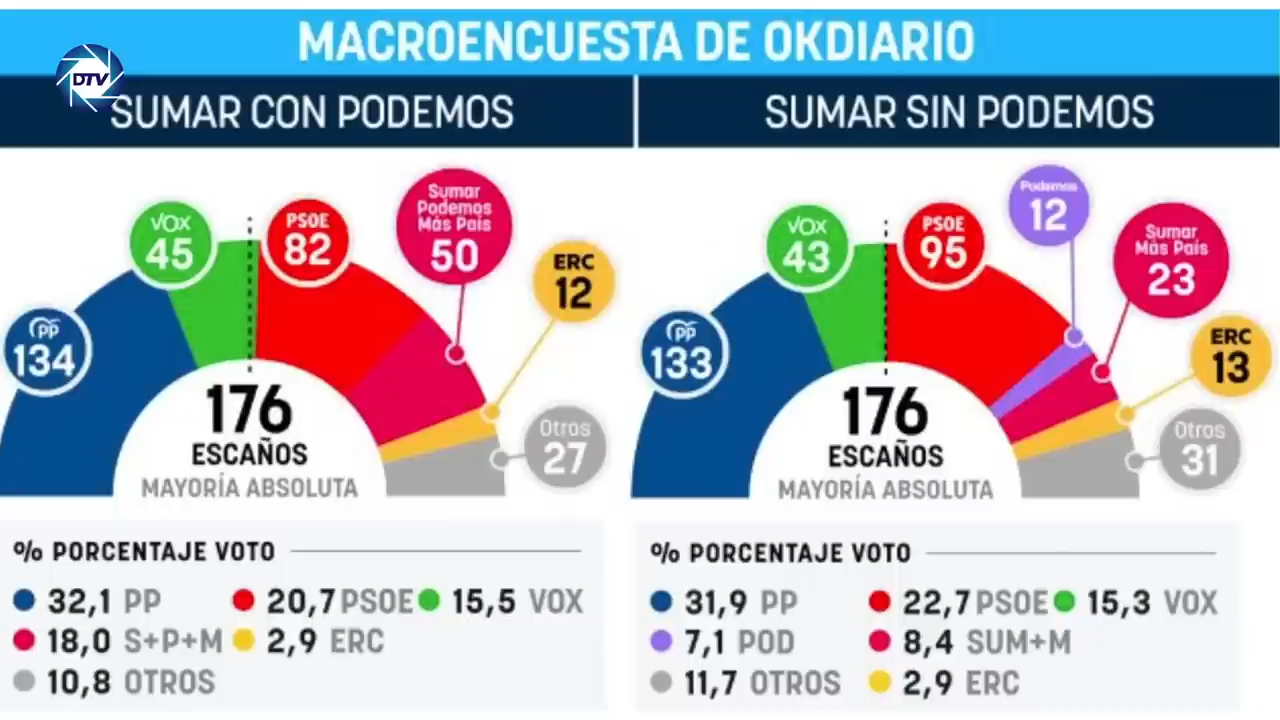 MACROENCUESTA DE OKDIARIO
DTV
SUMAR CON PODEMOS
VOX
45
PSOE
82
Sumar
Podemos
Más País
50
ERC
12
PP
134
176
ESCAÑOS
MAYORÍA ABSOLUTA
Otros
27
% PORCENTAJE VOTO
32,1 PP 20,7 PSOE 15,5 VOX
18,0 S+P+M 2,9 ERC
10,8 OTROS
SUMAR SIN PODEMOS
VOX
43
PSOE
95
Podemos
12
Sumar
Más País
23
ERC
13
PP
133
176
ESCAÑOS
MAYORÍA ABSOLUTA
Otros
31
% PORCENTAJE VOTO
31,9 PP 22,7 PSOE 15,3 VOX
7,1 POD 8,4 SUM+M
11,7 OTROS 2,9 ERC